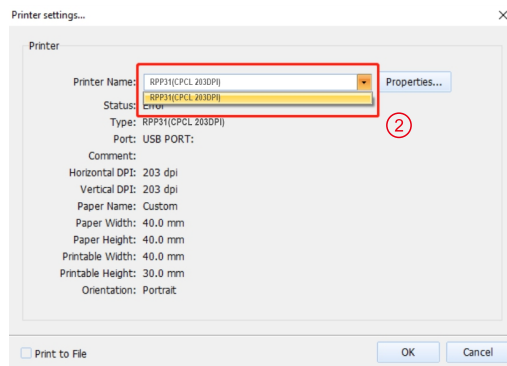 Printer settings...
Printer
Printer Name: RPP31(CPCL 203DPI)
Properties...
RPP31(CPCL 203DPI)
Status: Error
②
Type: RPP31(CPCL 203DPI)
Port: USB PORT:
Comment:
Horizontal DPI: 203 dpi
Vertical DPI: 203 dpi
Paper Name: Custom
Paper Width: 40.0 mm
Paper Height: 40.0 mm
Printable Width: 40.0 mm
Printable Height: 30.0 mm
Orientation: Portrait
Print to File
OK
Cancel